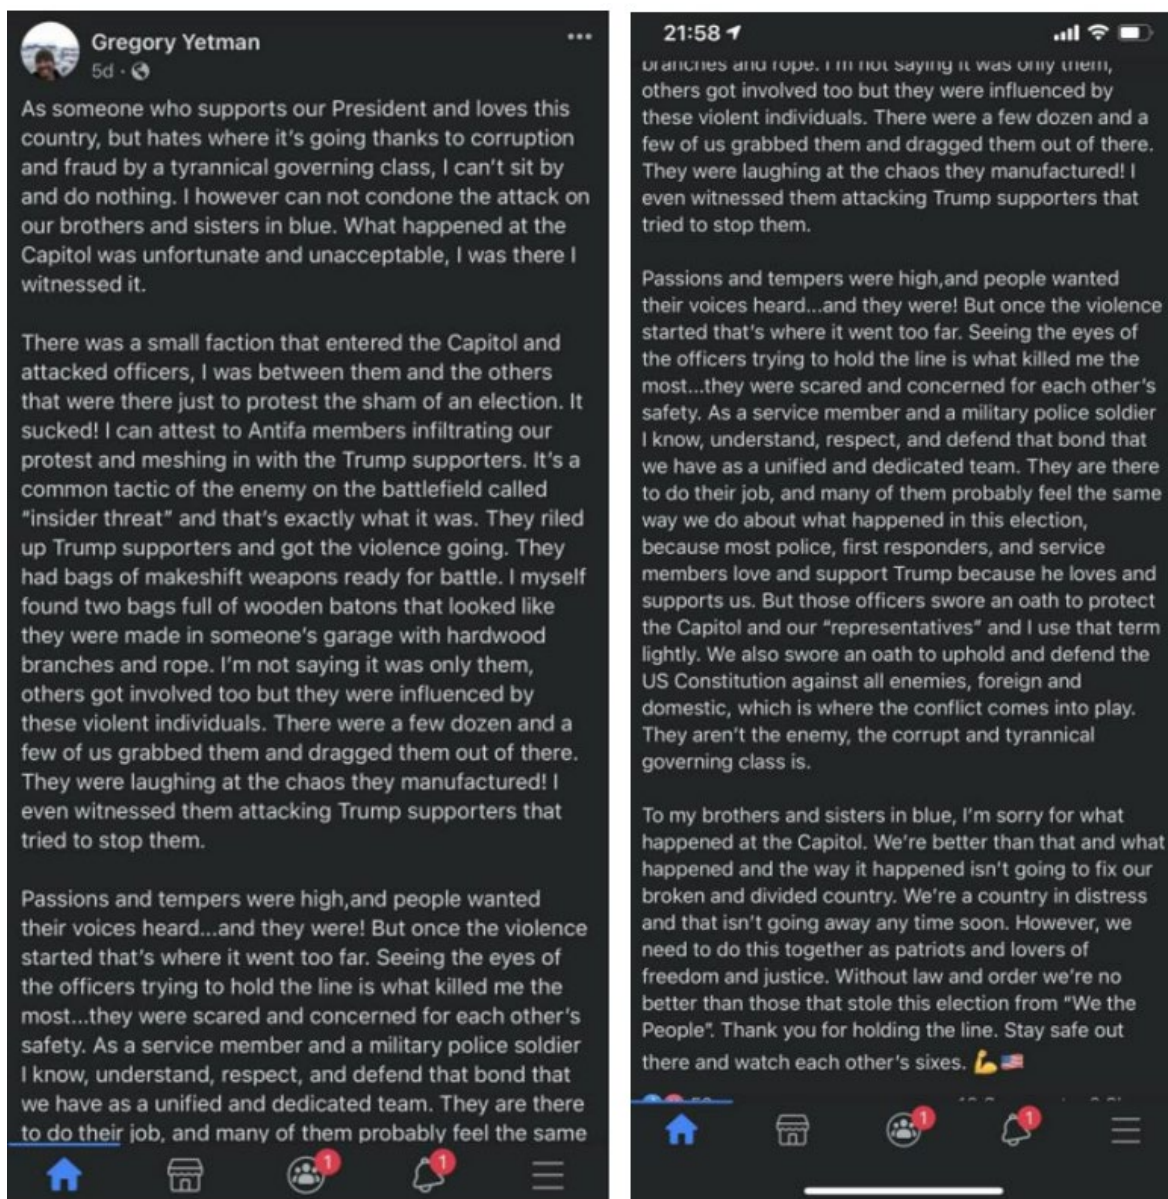 Gregory Yetman
5d ·
As someone who supports our President and loves this
country, but hates where it's going thanks to corruption
and fraud by a tyrannical governing class, I can't sit by
and do nothing. I however can not condone the attack on
our brothers and sisters in blue. What happened at the
Capitol was unfortunate and unacceptable, I was there I
witnessed it.
There was a small faction that entered the Capitol and
attacked officers, I was between them and the others
that were there just to protest the sham of an election. It
sucked! I can attest to Antifa members infiltrating our
protest and meshing in with the Trump supporters. It's a
common tactic of the enemy on the battlefield called
“insider threat” and that's exactly what it was. They riled
up Trump supporters and got the violence going. They
had bags of makeshift weapons ready for battle. I myself
found two bags full of wooden batons that looked like
they were made in someone's garage with hardwood
branches and rope. I'm not saying it was only them,
others got involved too but they were influenced by
these violent individuals. There were a few dozen and a
few of us grabbed them and dragged them out of there.
They were laughing at the chaos they manufactured! I
even witnessed them attacking Trump supporters that
tried to stop them.
Passions and tempers were high,and people wanted
their voices heard...and they were! But once the violence
started that's where it went too far. Seeing the eyes of
the officers trying to hold the line is what killed me the
most...they were scared and concerned for each other's
safety. As a service member and a military police soldier
I know, understand, respect, and defend that bond that
we have as a unified and dedicated team. They are there
to do their job, and many of them probably feel the same
1
1
21:58
branches and rope. I'm not saying it was only them,
others got involved too but they were influenced by
these violent individuals. There were a few dozen and a
few of us grabbed them and dragged them out of there.
They were laughing at the chaos they manufactured! I
even witnessed them attacking Trump supporters that
tried to stop them.
Passions and tempers were high,and people wanted
their voices heard...and they were! But once the violence
started that's where it went too far. Seeing the eyes of
the officers trying to hold the line is what killed me the
most...they were scared and concerned for each other's
safety. As a service member and a military police soldier
I know, understand, respect, and defend that bond that
we have as a unified and dedicated team. They are there
to do their job, and many of them probably feel the same
way we do about what happened in this election,
because most police, first responders, and service
members love and support Trump because he loves and
supports us. But those officers swore an oath to protect
the Capitol and our “representatives” and I use that term
lightly. We also swore an oath to uphold and defend the
US Constitution against all enemies, foreign and
domestic, which is where the conflict comes into play.
They aren't the enemy, the corrupt and tyrannical
governing class is.
To my brothers and sisters in blue, I'm sorry for what
happened at the Capitol. We're better than that and what
happened and the way it happened isn't going to fix our
broken and divided country. We're a country in distress
and that isn't going away any time soon. However, we
need to do this together as patriots and lovers of
freedom and justice. Without law and order we're no
better than those that stole this election from “We the
People”. Thank you for holding the line. Stay safe out
there and watch each other's sixes. 💪🇺🇸
1
1